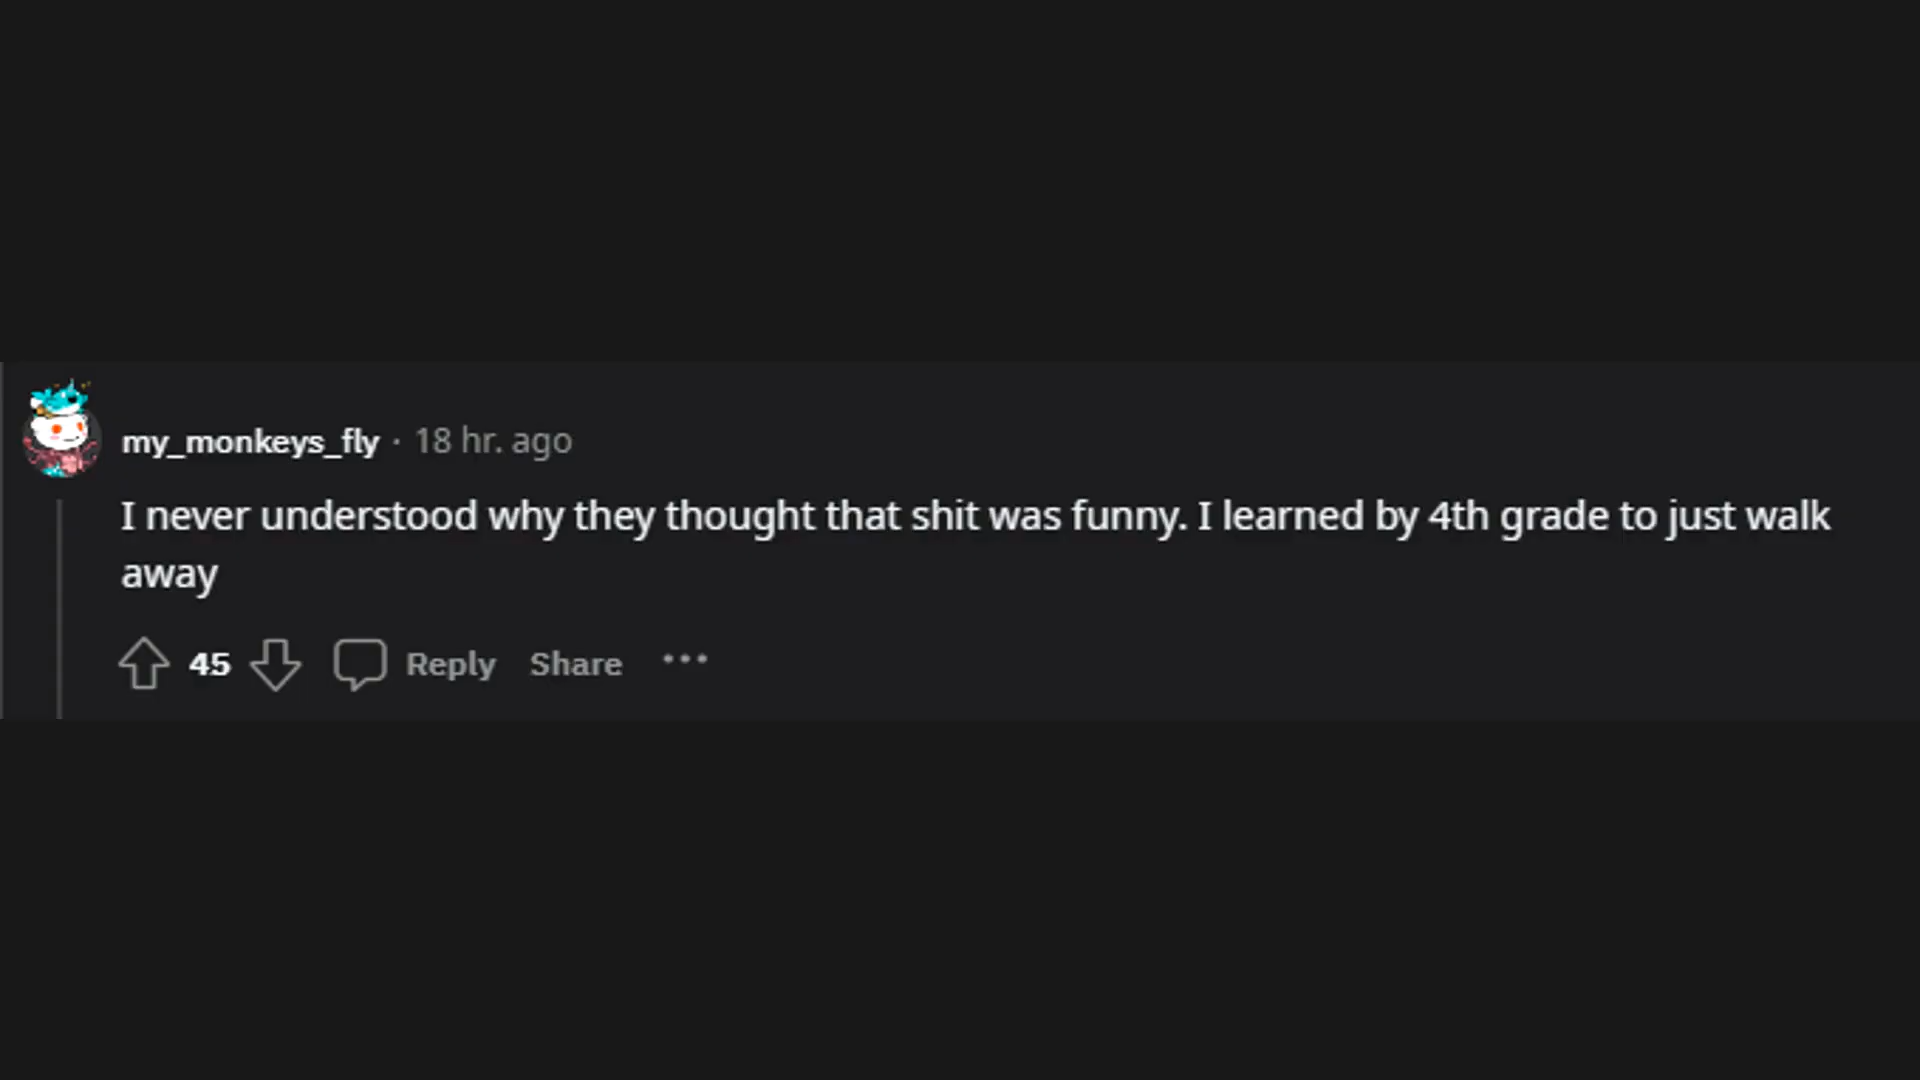 my_monkeys_fly · 18 hr. ago
I never understood why they thought that shit was funny. I learned by 4th grade to just walk
away
45 Reply Share ...